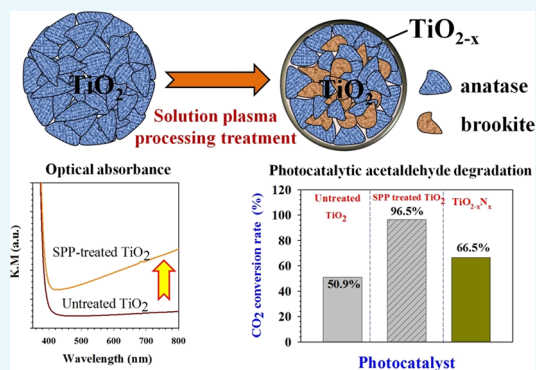 TiO2-x
TiO2
TiO2
Solution plasma
processing treatment
anatase
brookite
Optical absorbance
K.M (a.u.)
SPP-treated TiO2
Untreated TiO2
400 500 600 700 800
Wavelength (nm)
Photocatalytic acetaldehyde degradation
CO2 conversion rate (%)
120
100
80
60
40
20
0
Untreated
TiO2
SPP treated TiO2
TiO2-xNx
50.9%
96.5%
66.5%
Photocatalyst